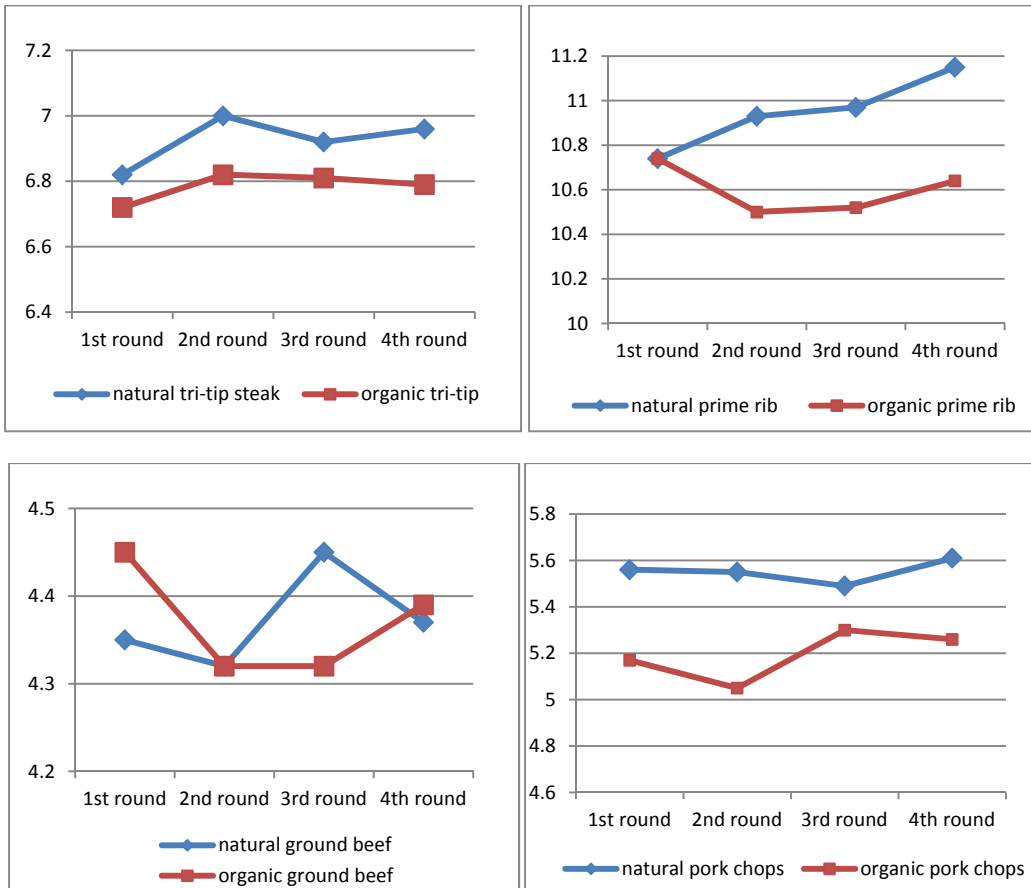 7.2
7
6.8
6.6
6.4
1st round 2nd round 3rd round 4th round
natural tri-tip steak organic tri-tip
11.2
11
10.8
10.6
10.4
10.2
10
1st round 2nd round 3rd round 4th round
natural prime rib organic prime rib
4.5
4.4
4.3
4.2
1st round 2nd round 3rd round 4th round
natural ground beef
organic ground beef
5.8
5.6
5.4
5.2
5
4.8
4.6
1st round 2nd round 3rd round 4th round
natural pork chops organic pork chops